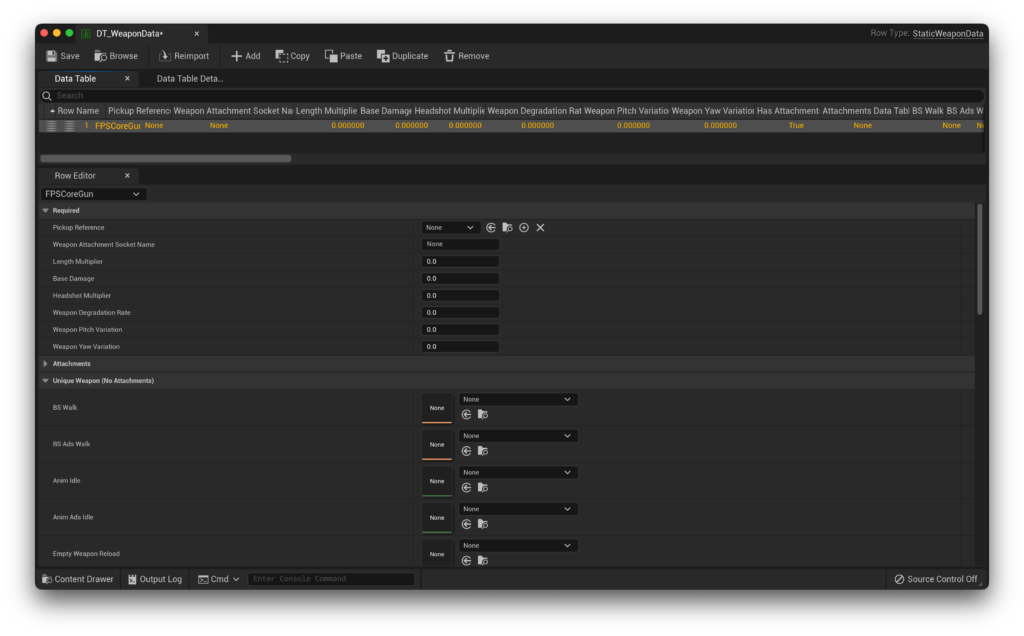 DT_WeaponData•
Row Type: StaticWeaponData
Save Browse Reimport Add Copy Paste Duplicate Remove
Data Table Data Table Deta...
Search
Row Name Pickup Referenc Weapon Attachment Socket Na Length Multiplie Base Damage Headshot Multiplie Weapon Degradation Rat Weapon Pitch Variatio Weapon Yaw Variation Has Attachment Attachments Data Tabl BS Walk BS Ads W
1 FPSCoreGu None None 0.000000 0.000000 0.000000 0.000000 0.000000 0.000000 True None None None N
Row Editor
FPSCoreGun
Required
Pickup Reference None
Weapon Attachment Socket Name None
Length Multiplier 0.0
Base Damage 0.0
Headshot Multiplier 0.0
Weapon Degradation Rate 0.0
Weapon Pitch Variation 0.0
Weapon Yaw Variation 0.0
Attachments
Unique Weapon (No Attachments)
BS Walk None None
BS Ads Walk None None
Anim Idle None None
Anim Ads Idle None None
Empty Weapon Reload None None
Content Drawer Output Log Cmd Enter Console Command Source Control Off